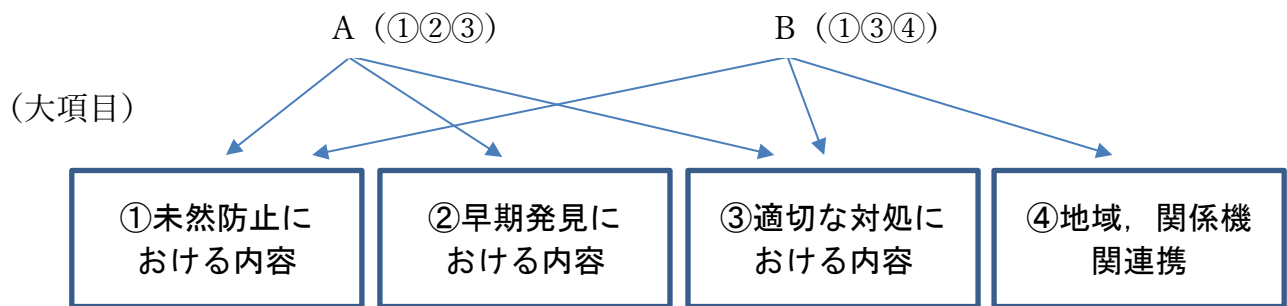 A（①②③）
B（①③④）
（大項目）
①未然防止に
おける内容
②早期発見に
おける内容
③適切な対処に
おける内容
④地域，関係機
関連携